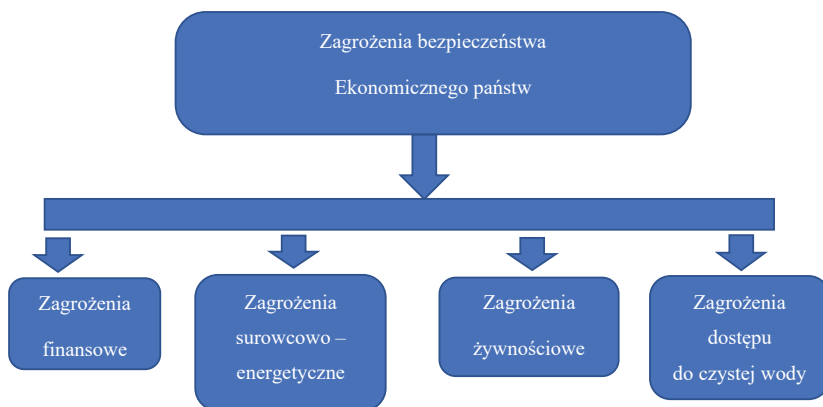 Zagrożenia bezpieczeństwa
Ekonomicznego państw
Zagrożenia
finansowe
Zagrożenia
surowcowo –
energetyczne
Zagrożenia
żywnościowe
Zagrożenia
dostępu
do czystej wody